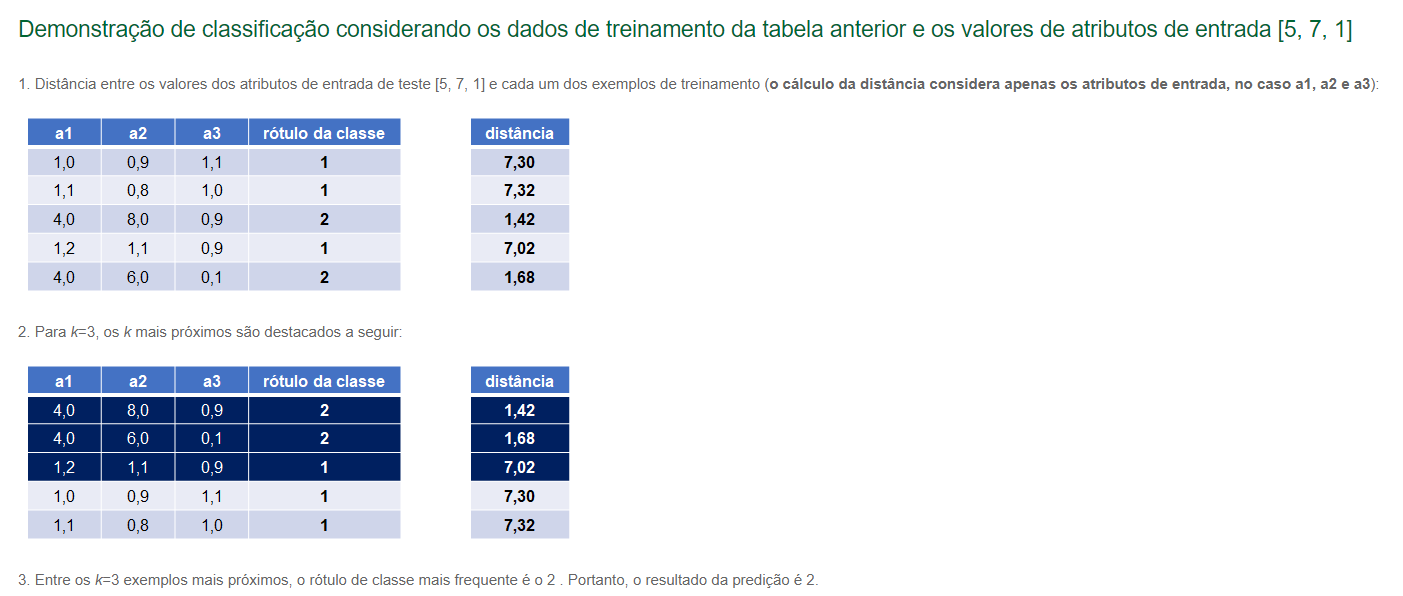 Demonstração de classificação considerando os dados de treinamento da tabela anterior e os valores de atributos de entrada [5, 7, 1]
1. Distância entre os valores dos atributos de entrada de teste [5, 7, 1] e cada um dos exemplos de treinamento (o cálculo da distância considera apenas os atributos de entrada, no caso a1, a2 e a3):
a1 a2 a3 rótulo da classe distância
1,0 0,9 1,1 1 7,30
1,1 0,8 1,0 1 7,32
4,0 8,0 0,9 2 1,42
1,2 1,1 0,9 1 7,02
4,0 6,0 0,1 2 1,68
2. Para k=3, os k mais próximos são destacados a seguir:
a1 a2 a3 rótulo da classe distância
4,0 8,0 0,9 2 1,42
4,0 6,0 0,1 2 1,68
1,2 1,1 0,9 1 7,02
1,0 0,9 1,1 1 7,30
1,1 0,8 1,0 1 7,32
3. Entre os k=3 exemplos mais próximos, o rótulo de classe mais frequente é o 2 . Portanto, o resultado da predição é 2.